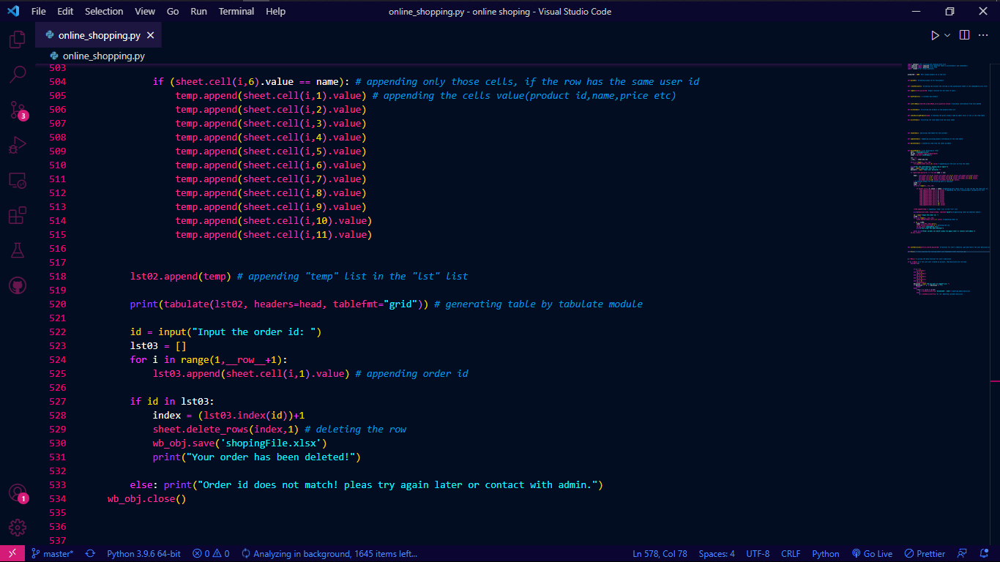 File Edit Selection View Go Run Terminal Help
online_shopping.py - online shoping - Visual Studio Code
online_shopping.py
online_shopping.py
503
504 if (sheet.cell(i,6).value == name): # appending only those cells, if the row has the same user id
505 temp.append(sheet.cell(i,1).value) # appending the cells value(product id,name,price etc)
506 temp.append(sheet.cell(i,2).value)
507 temp.append(sheet.cell(i,3).value)
508 temp.append(sheet.cell(i,4).value)
509 temp.append(sheet.cell(i,5).value)
510 temp.append(sheet.cell(i,6).value)
511 temp.append(sheet.cell(i,7).value)
512 temp.append(sheet.cell(i,8).value)
513 temp.append(sheet.cell(i,9).value)
514 temp.append(sheet.cell(i,10).value)
515 temp.append(sheet.cell(i,11).value)
516
517
518 lst02.append(temp) # appending "temp" list in the "lst" list
519
520 print(tabulate(lst02, headers=head, tablefmt="grid")) # generating table by tabulate module
521
522 id = input("Input the order id: ")
523 lst03 = []
524 for i in range(1,__row__+1):
525 lst03.append(sheet.cell(i,1).value) # appending order id
526
527 if id in lst03:
528 index = (lst03.index(id))+1
529 sheet.delete_rows(index,1) # deleting the row
530 wb_obj.save('shopingFile.xlsx')
531 print("Your order has been deleted!")
532
533 else: print("Order id does not match! pleas try again later or contact with admin.")
534 wb_obj.close()
535
536
537
3
1
master* Python 3.9.6 64-bit 0 0 Analyzing in background, 1645 items left... Ln 578, Col 78 Spaces: 4 UTF-8 CRLF Python Go Live Prettier